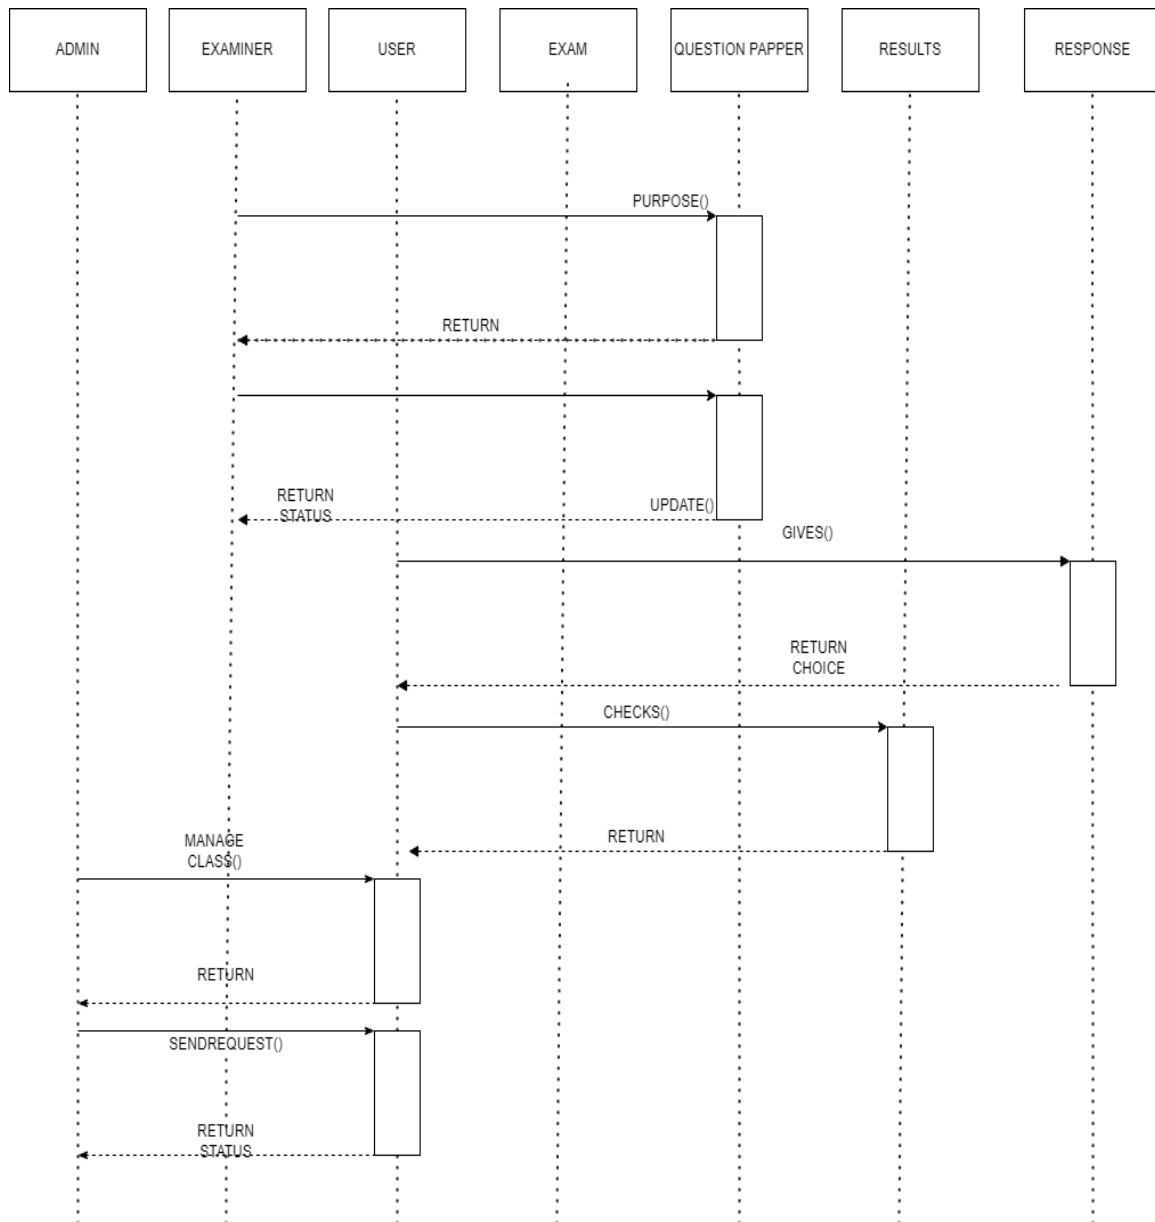 ADMIN
EXAMINER
USER
EXAM
QUESTION PAPPER
RESULTS
RESPONSE
PURPOSE()
RETURN
RETURN
STATUS
UPDATE()
GIVES()
RETURN
CHOICE
CHECKS()
RETURN
MANAGE
CLASS()
RETURN
SENDREQUEST()
RETURN
STATUS